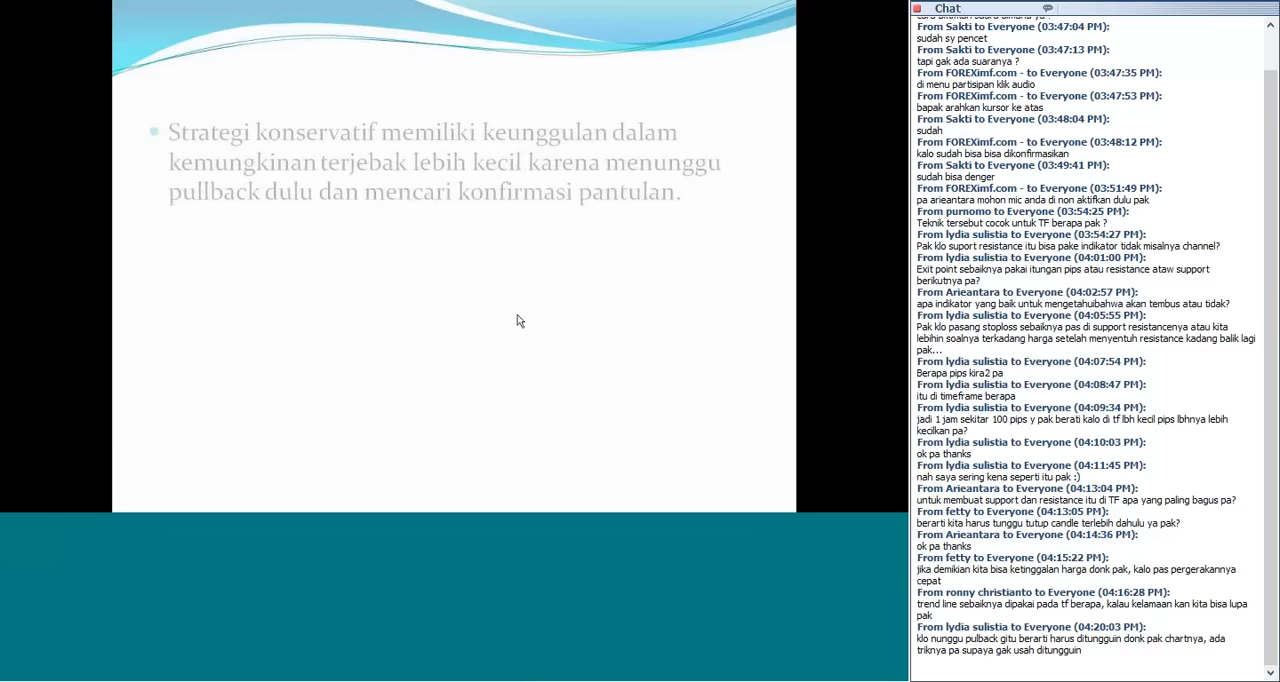 Strategi konservatif memiliki keunggulan dalam
kemungkinan terjebak lebih kecil karena menunggu
pullback dulu dan mencari konfirmasi pantulan.
Chat
From Sakti to Everyone (03:47:04 PM):
sudah sy pencet
From Sakti to Everyone (03:47:13 PM):
tapi gak ada suaranya ?
From FOREXimf.com - to Everyone (03:47:35 PM):
di menu partisipan klik audio
From FOREXimf.com - to Everyone (03:47:53 PM):
bapak arahkan kursor ke atas
From Sakti to Everyone (03:48:04 PM):
sudah
From FOREXimf.com - to Everyone (03:48:12 PM):
kalo sudah bisa bisa dikonfirmasikan
From Sakti to Everyone (03:49:41 PM):
sudah bisa denger
From FOREXimf.com - to Everyone (03:51:49 PM):
pa arieantara mohon mic anda di non aktifkan dulu pak
From purnomo to Everyone (03:54:25 PM):
Teknik tersebut cocok untuk TF berapa pak ?
From lydia sulistia to Everyone (03:54:27 PM):
Pak klo suport resistance itu bisa pake indikator tidak misalnya channel?
From lydia sulistia to Everyone (04:01:00 PM):
Exit point sebaiknya pakai itungan pips atau resistance ataw support
berikutnya pa?
From Arieantara to Everyone (04:02:57 PM):
apa indikator yang baik untuk mengetahuibahwa akan tembus atau tidak?
From lydia sulistia to Everyone (04:05:55 PM):
Pak klo pasang stoploss sebaiknya pas di support resistancenya atau kita
lebihin soalnya terkadang harga setelah menyentuh resistance kadang balik lagi
pak...
From lydia sulistia to Everyone (04:07:54 PM):
Berapa pips kira2 pa
From lydia sulistia to Everyone (04:08:47 PM):
itu di timeframe berapa
From lydia sulistia to Everyone (04:09:34 PM):
jadi 1 jam sekitar 100 pips y pak berati kalo di tf lbh kecil pips lbhnya lebih
kecilkan pa?
From lydia sulistia to Everyone (04:10:03 PM):
ok pa thanks
From lydia sulistia to Everyone (04:11:45 PM):
nah saya sering kena seperti itu pak :)
From Arieantara to Everyone (04:13:04 PM):
untuk membuat support dan resistance itu di TF apa yang paling bagus pa?
From fetty to Everyone (04:13:05 PM):
berarti kita harus tunggu tutup candle terlebih dahulu ya pak?
From Arieantara to Everyone (04:14:36 PM):
ok pa thanks
From fetty to Everyone (04:15:22 PM):
jika demikian kita bisa ketinggalan harga donk pak, kalo pas pergerakannya
cepat
From ronny christianto to Everyone (04:16:28 PM):
trend line sebaiknya dipakai pada tf berapa, kalau kelamaan kan kita bisa lupa
pak
From lydia sulistia to Everyone (04:20:03 PM):
klo nunggu pulback gitu berarti harus ditungguin donk pak chartnya, ada
triknya pa supaya gak usah ditungguin